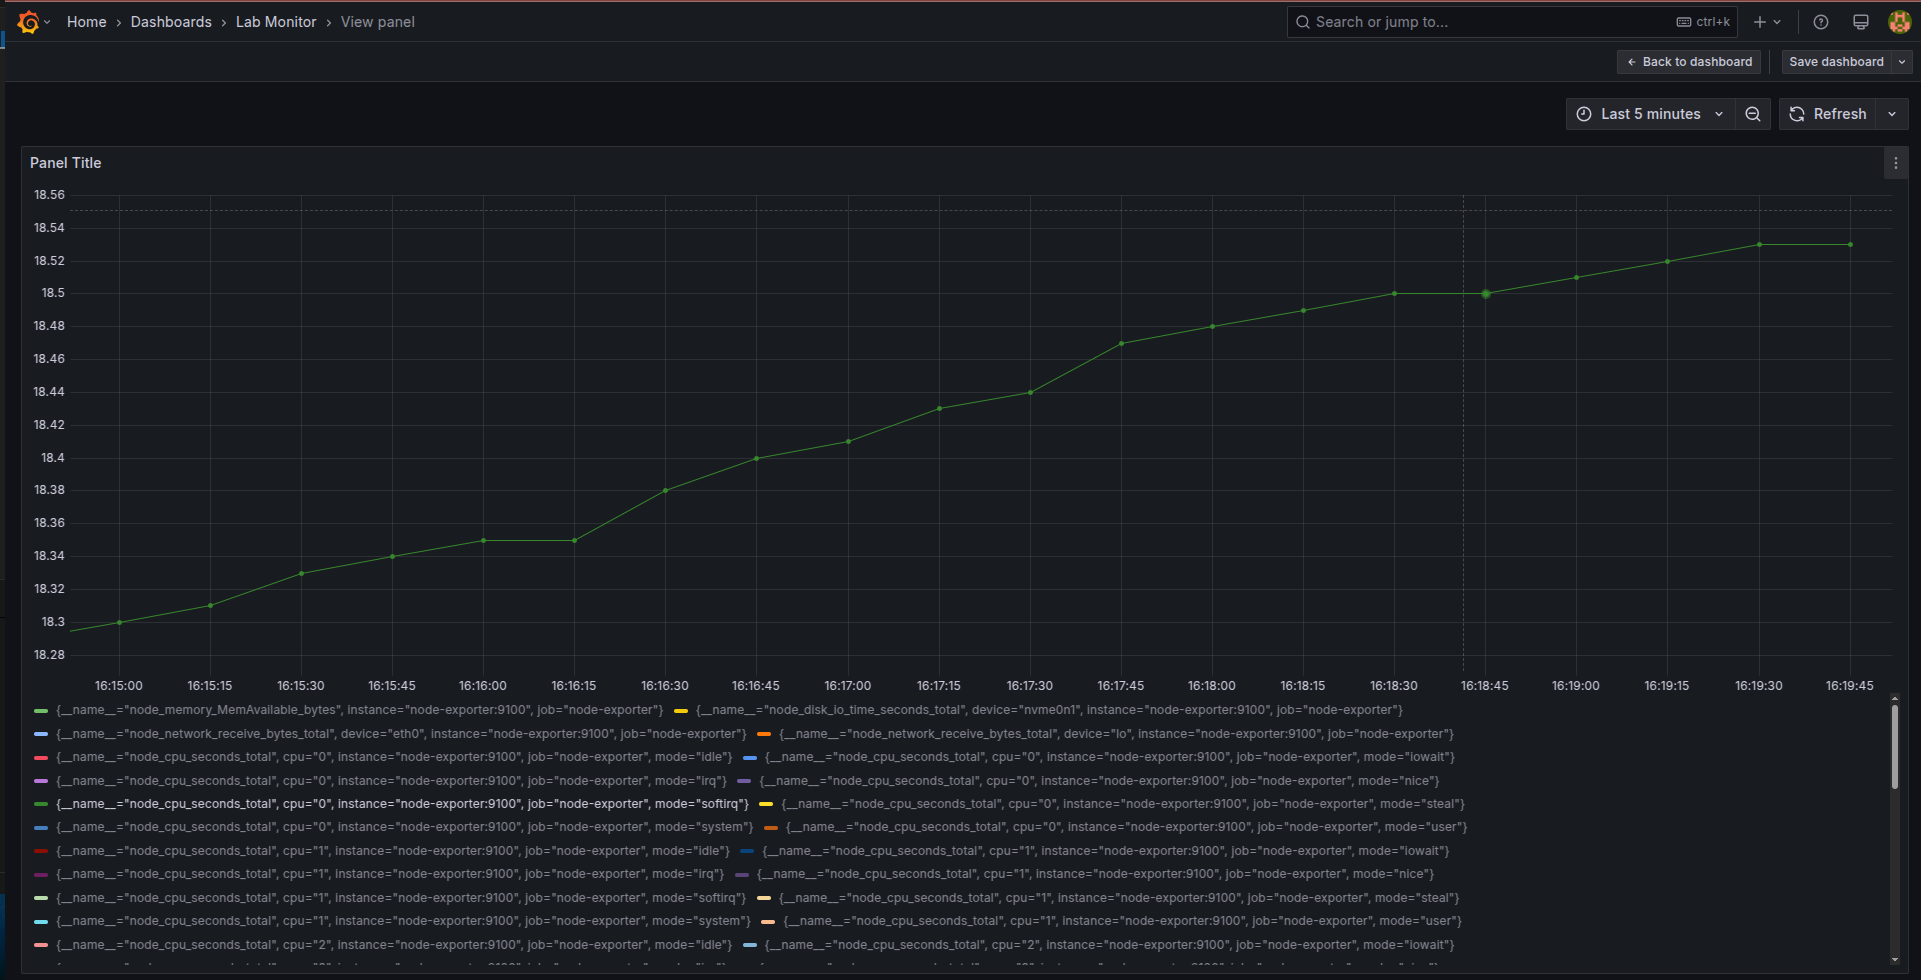 Home › Dashboards › Lab Monitor › View panel Search or jump to... ctrl+k
Back to dashboard Save dashboard
Last 5 minutes Refresh
Panel Title
18.56
18.54
18.52
18.5
18.48
18.46
18.44
18.42
18.4
18.38
18.36
18.34
18.32
18.3
18.28
16:15:00 16:15:15 16:15:30 16:15:45 16:16:00 16:16:15 16:16:30 16:16:45 16:17:00 16:17:15 16:17:30 16:17:45 16:18:00 16:18:15 16:18:30 16:18:45 16:19:00 16:19:15 16:19:30 16:19:45
{__name__="node_memory_MemAvailable_bytes", instance="node-exporter:9100", job="node-exporter"} {__name__="node_disk_io_time_seconds_total", device="nvme0n1", instance="node-exporter:9100", job="node-exporter"}
{__name__="node_network_receive_bytes_total", device="eth0", instance="node-exporter:9100", job="node-exporter"} {__name__="node_network_receive_bytes_total", device="lo", instance="node-exporter:9100", job="node-exporter"}
{__name__="node_cpu_seconds_total", cpu="0", instance="node-exporter:9100", job="node-exporter", mode="idle"} {__name__="node_cpu_seconds_total", cpu="0", instance="node-exporter:9100", job="node-exporter", mode="iowait"}
{__name__="node_cpu_seconds_total", cpu="0", instance="node-exporter:9100", job="node-exporter", mode="irq"} {__name__="node_cpu_seconds_total", cpu="0", instance="node-exporter:9100", job="node-exporter", mode="nice"}
{__name__="node_cpu_seconds_total", cpu="0", instance="node-exporter:9100", job="node-exporter", mode="softirq"} {__name__="node_cpu_seconds_total", cpu="0", instance="node-exporter:9100", job="node-exporter", mode="steal"}
{__name__="node_cpu_seconds_total", cpu="0", instance="node-exporter:9100", job="node-exporter", mode="system"} {__name__="node_cpu_seconds_total", cpu="0", instance="node-exporter:9100", job="node-exporter", mode="user"}
{__name__="node_cpu_seconds_total", cpu="1", instance="node-exporter:9100", job="node-exporter", mode="idle"} {__name__="node_cpu_seconds_total", cpu="1", instance="node-exporter:9100", job="node-exporter", mode="iowait"}
{__name__="node_cpu_seconds_total", cpu="1", instance="node-exporter:9100", job="node-exporter", mode="irq"} {__name__="node_cpu_seconds_total", cpu="1", instance="node-exporter:9100", job="node-exporter", mode="nice"}
{__name__="node_cpu_seconds_total", cpu="1", instance="node-exporter:9100", job="node-exporter", mode="softirq"} {__name__="node_cpu_seconds_total", cpu="1", instance="node-exporter:9100", job="node-exporter", mode="steal"}
{__name__="node_cpu_seconds_total", cpu="1", instance="node-exporter:9100", job="node-exporter", mode="system"} {__name__="node_cpu_seconds_total", cpu="1", instance="node-exporter:9100", job="node-exporter", mode="user"}
{__name__="node_cpu_seconds_total", cpu="2", instance="node-exporter:9100", job="node-exporter", mode="idle"} {__name__="node_cpu_seconds_total", cpu="2", instance="node-exporter:9100", job="node-exporter", mode="iowait"}